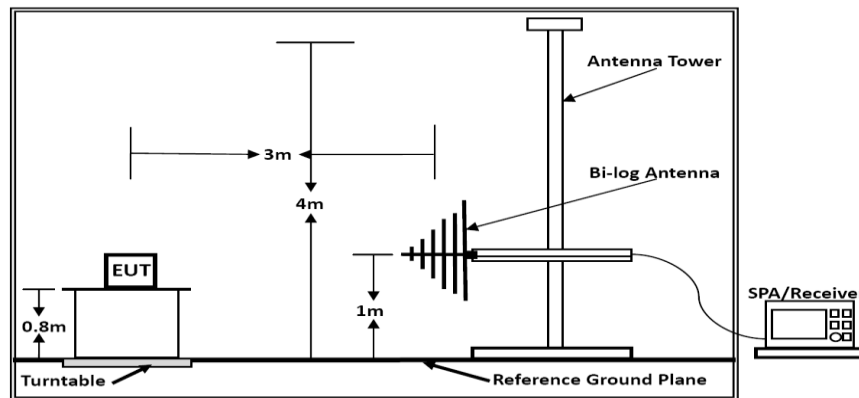 Antenna Tower
3m
Bi-log Antenna
4m
EUT
1m
0.8m
SPA/Receive
Turntable
Reference Ground Plane